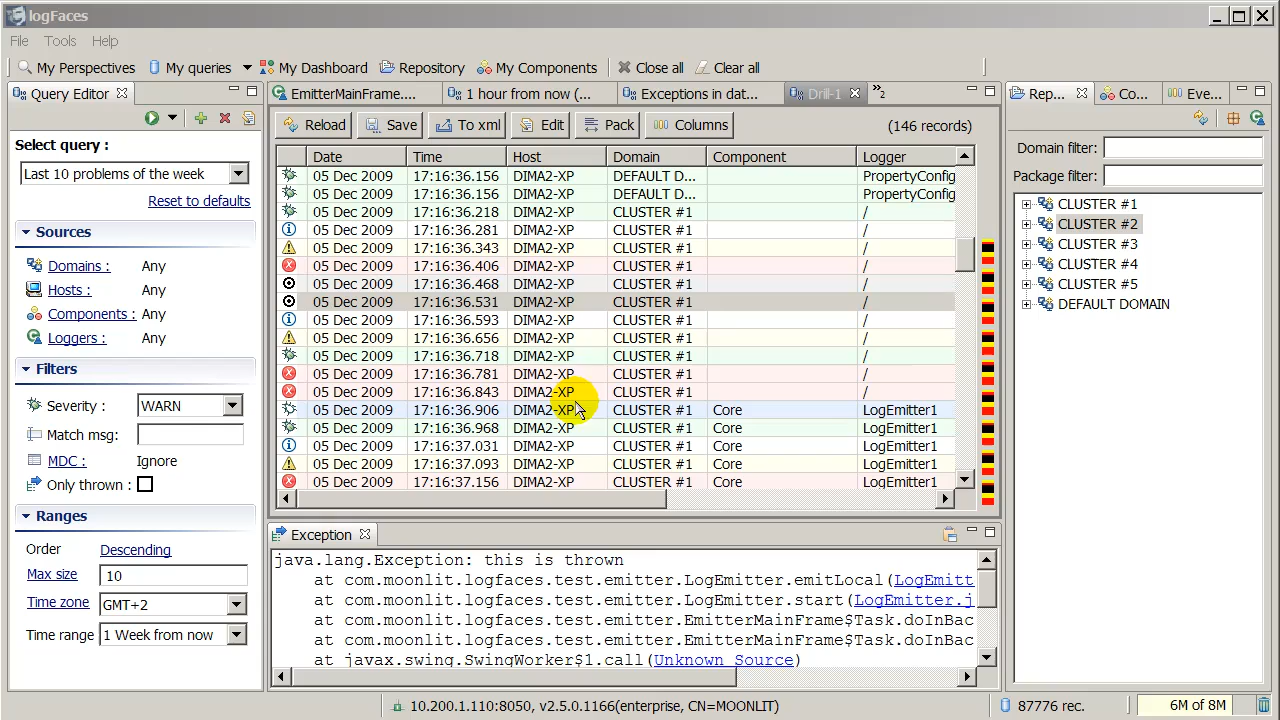 logFaces
File Tools Help
My Perspectives My queries My Dashboard Repository My Components Close all Clear all
Query Editor
Select query :
Last 10 problems of the week
Reset to defaults
Sources
Domains : Any
Hosts : Any
Components : Any
Loggers : Any
Filters
Severity : WARN
Match msg:
MDC : Ignore
Only thrown :
Ranges
Order Descending
Max size 10
Time zone GMT+2
Time range 1 Week from now
EmitterMainFrame.... 1 hour from now (... Exceptions in dat... Drill-1 »2
Reload Save To xml Edit Pack Columns (146 records)
Date Time Host Domain Component Logger
05 Dec 2009 17:16:36.156 DIMA2-XP DEFAULT D... PropertyConfig
05 Dec 2009 17:16:36.156 DIMA2-XP DEFAULT D... PropertyConfig
05 Dec 2009 17:16:36.218 DIMA2-XP CLUSTER #1 /
05 Dec 2009 17:16:36.281 DIMA2-XP CLUSTER #1 /
05 Dec 2009 17:16:36.343 DIMA2-XP CLUSTER #1 /
05 Dec 2009 17:16:36.406 DIMA2-XP CLUSTER #1 /
05 Dec 2009 17:16:36.468 DIMA2-XP CLUSTER #1 /
05 Dec 2009 17:16:36.531 DIMA2-XP CLUSTER #1 /
05 Dec 2009 17:16:36.593 DIMA2-XP CLUSTER #1 /
05 Dec 2009 17:16:36.656 DIMA2-XP CLUSTER #1 /
05 Dec 2009 17:16:36.718 DIMA2-XP CLUSTER #1 /
05 Dec 2009 17:16:36.781 DIMA2-XP CLUSTER #1 /
05 Dec 2009 17:16:36.843 DIMA2-XP CLUSTER #1 /
05 Dec 2009 17:16:36.906 DIMA2-XP CLUSTER #1 Core LogEmitter1
05 Dec 2009 17:16:36.968 DIMA2-XP CLUSTER #1 Core LogEmitter1
05 Dec 2009 17:16:37.031 DIMA2-XP CLUSTER #1 Core LogEmitter1
05 Dec 2009 17:16:37.093 DIMA2-XP CLUSTER #1 Core LogEmitter1
05 Dec 2009 17:16:37.156 DIMA2-XP CLUSTER #1 Core LogEmitter1
Exception
java.lang.Exception: this is thrown
at com.moonlit.logfaces.test.emitter.LogEmitter.emitLocal(LogEmitt
at com.moonlit.logfaces.test.emitter.LogEmitter.start(LogEmitter.j
at com.moonlit.logfaces.test.emitter.EmitterMainFrame$Task.doInBac
at com.moonlit.logfaces.test.emitter.EmitterMainFrame$Task.doInBac
at javax.swing.SwingWorker$1.call(Unknown Source)
Rep... Co... Eve...
Domain filter:
Package filter:
CLUSTER #1
CLUSTER #2
CLUSTER #3
CLUSTER #4
CLUSTER #5
DEFAULT DOMAIN
10.200.1.110:8050, v2.5.0.1166(enterprise, CN=MOONLIT) 87776 rec. 6M of 8M